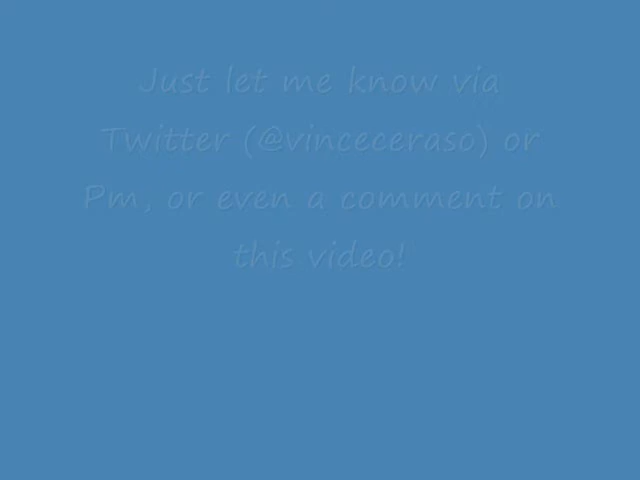 Just let me know via
Twitter (@vinceceraso) or
Pm, or even a comment on
this video!